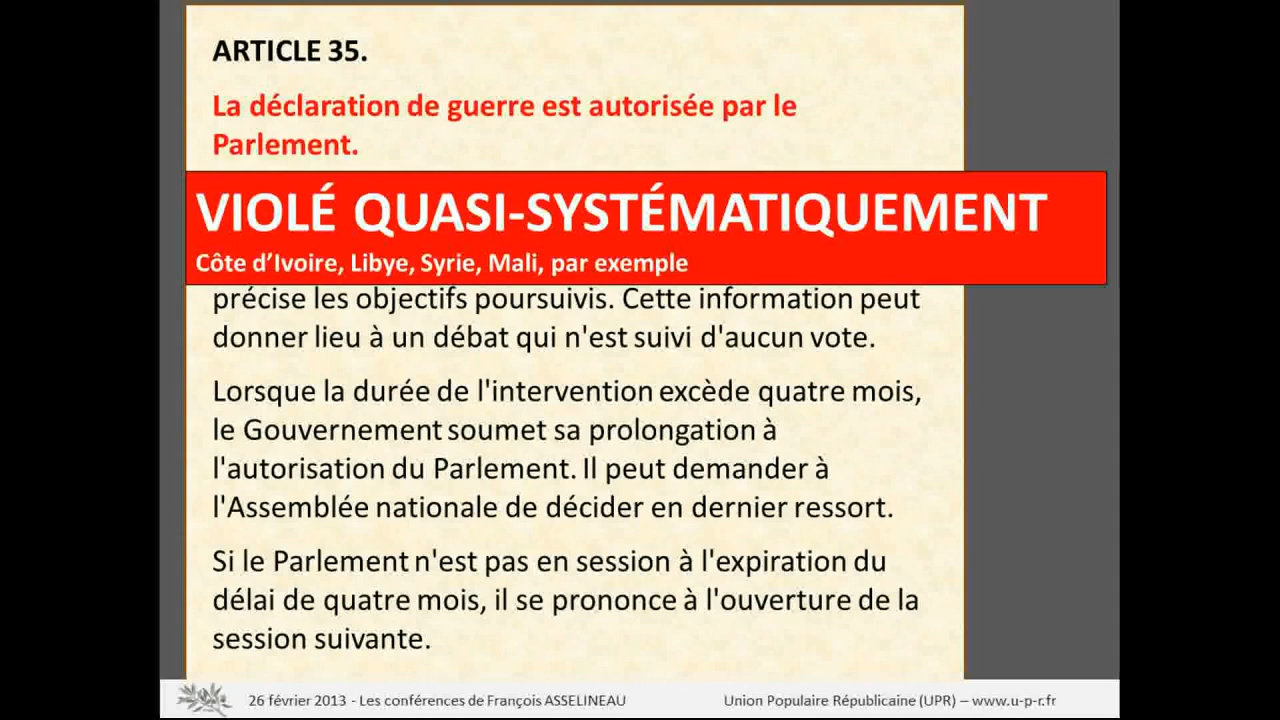 ARTICLE 35.
La déclaration de guerre est autorisée par le
Parlement.
VIOLÉ QUASI-SYSTÉMATIQUEMENT
Côte d’Ivoire, Libye, Syrie, Mali, par exemple
précise les objectifs poursuivis. Cette information peut
donner lieu à un débat qui n'est suivi d'aucun vote.
Lorsque la durée de l'intervention excède quatre mois,
le Gouvernement soumet sa prolongation à
l'autorisation du Parlement. Il peut demander à
l'Assemblée nationale de décider en dernier ressort.
Si le Parlement n'est pas en session à l'expiration du
délai de quatre mois, il se prononce à l'ouverture de la
session suivante.
26 février 2013 - Les conférences de François ASSELINEAU
Union Populaire Républicaine (UPR) – www.u-p-r.fr